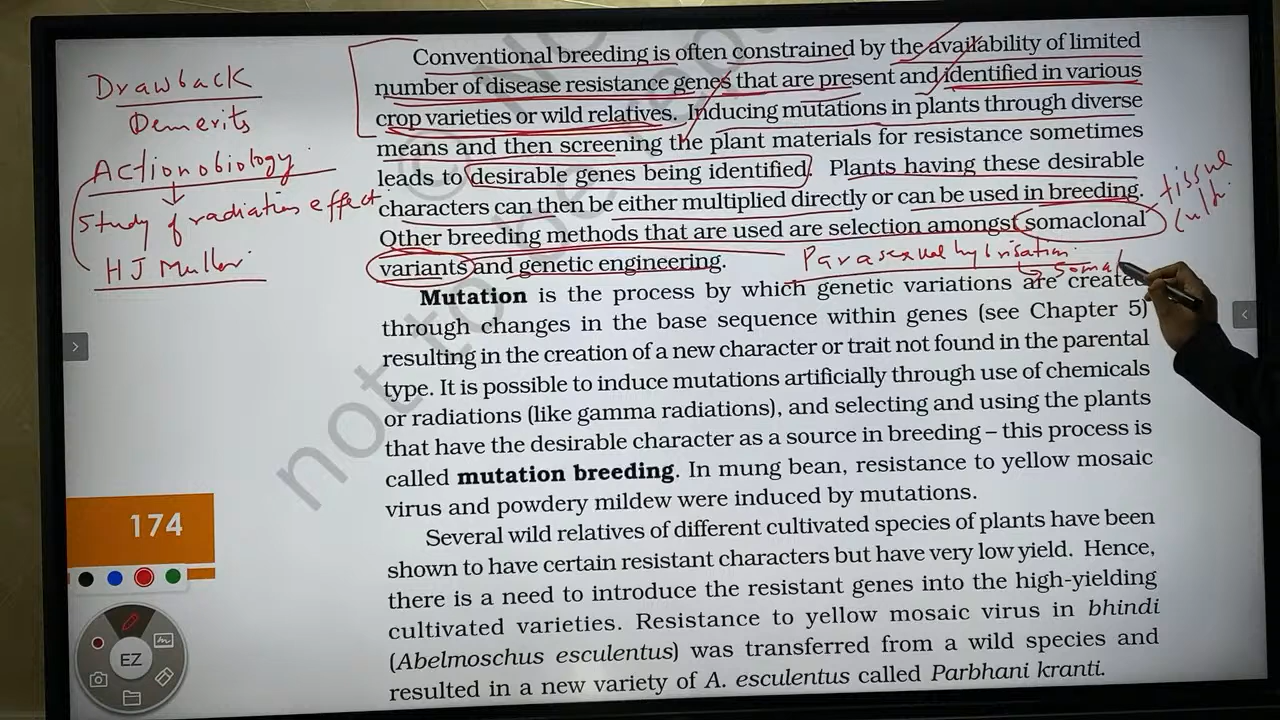 Drawback
Demerits
Actionobiology
Study of radiation effect
H J Muller
Conventional breeding is often constrained by the availability of limited
number of disease resistance genes that are present and identified in various
crop varieties or wild relatives. Inducing mutations in plants through diverse
means and then screening the plant materials for resistance sometimes
leads to desirable genes being identified. Plants having these desirable
characters can then be either multiplied directly or can be used in breeding.
Other breeding methods that are used are selection amongst somaclonal
variants and genetic engineering.
tissue
Parasexual hybrisation
Soma
Mutation is the process by which genetic variations are created
through changes in the base sequence within genes (see Chapter 5)
resulting in the creation of a new character or trait not found in the parental
type. It is possible to induce mutations artificially through use of chemicals
or radiations (like gamma radiations), and selecting and using the plants
that have the desirable character as a source in breeding – this process is
called mutation breeding. In mung bean, resistance to yellow mosaic
virus and powdery mildew were induced by mutations.
Several wild relatives of different cultivated species of plants have been
shown to have certain resistant characters but have very low yield. Hence,
there is a need to introduce the resistant genes into the high-yielding
cultivated varieties. Resistance to yellow mosaic virus in bhindi
(Abelmoschus esculentus) was transferred from a wild species and
resulted in a new variety of A. esculentus called Parbhani kranti.
174
EZ
not to be